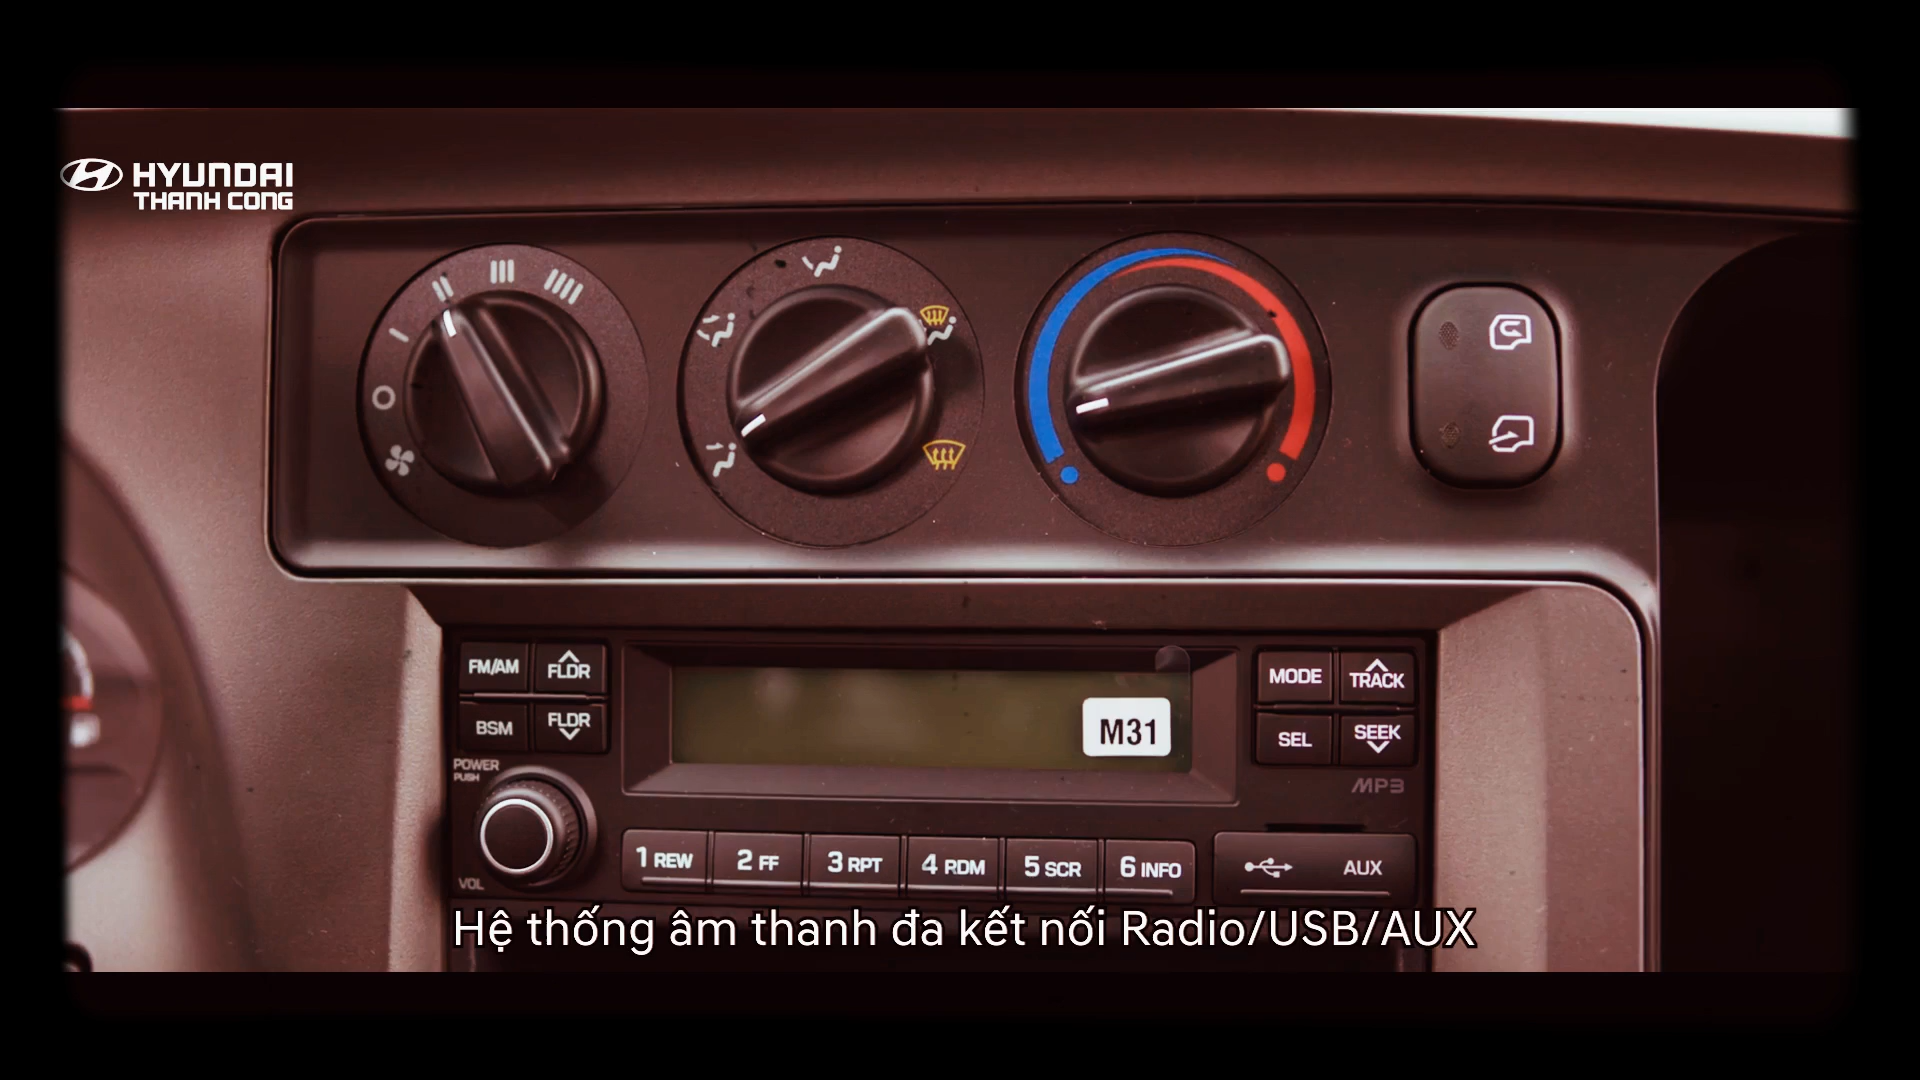 HYUNDAI
THANH CONG
FM/AM
FLDR
BSM
FLDR
M31
MODE
TRACK
SEL
SEEK
MP3
POWER
PUSH
VOL
1 REW
2 FF
3 RPT
4 RDM
5 SCR
6 INFO
AUX
Hệ thống âm thanh đa kết nối Radio/USB/AUX